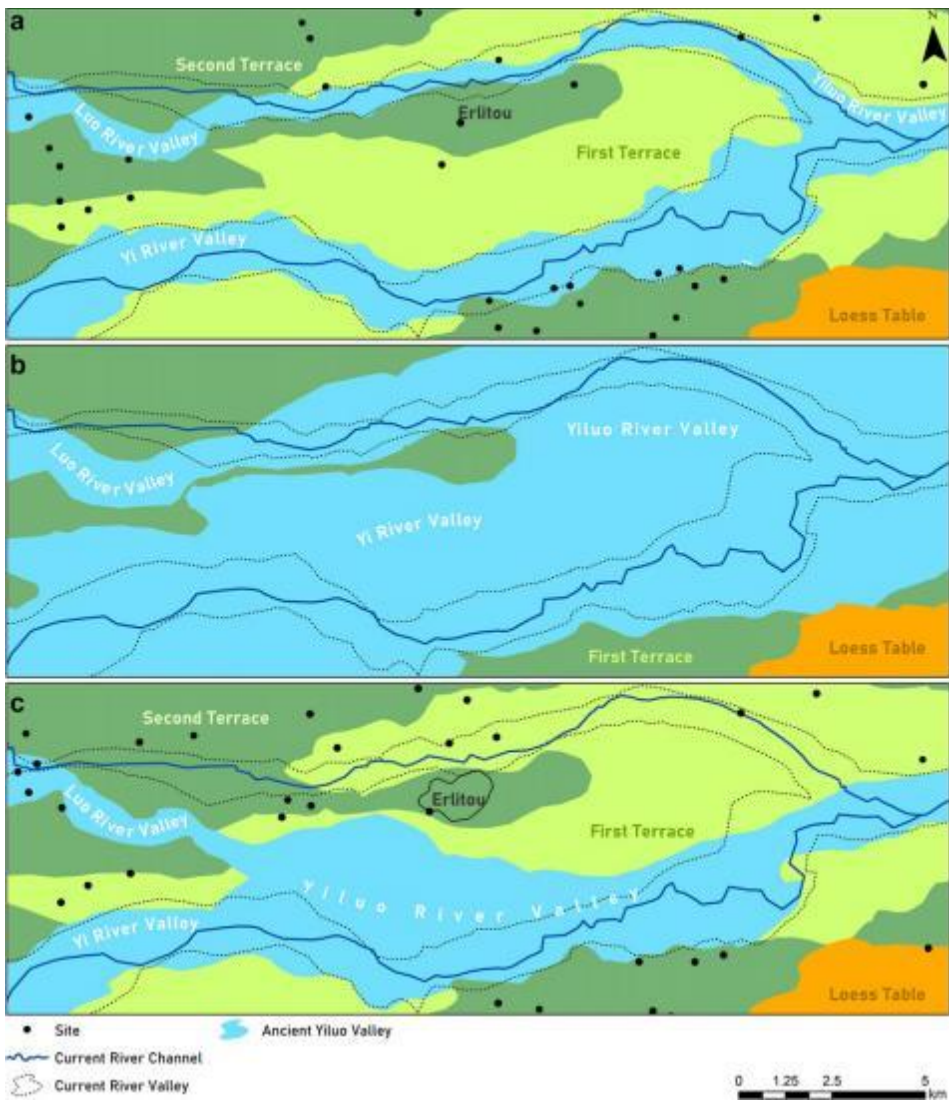 a
N
Second Terrace
Yiluo River Valley
Luo River Valley
Erlitou
First Terrace
Yi River Valley
Loess Table
b
Yiluo River Valley
Luo River Valley
Yi River Valley
First Terrace
Loess Table
c
Second Terrace
Luo River Valley
Erlitou
First Terrace
Yiluo River Valley
Yi River Valley
Loess Table
Site
Ancient Yiluo Valley
Current River Channel
Current River Valley
0 1.25 2.5 5
km